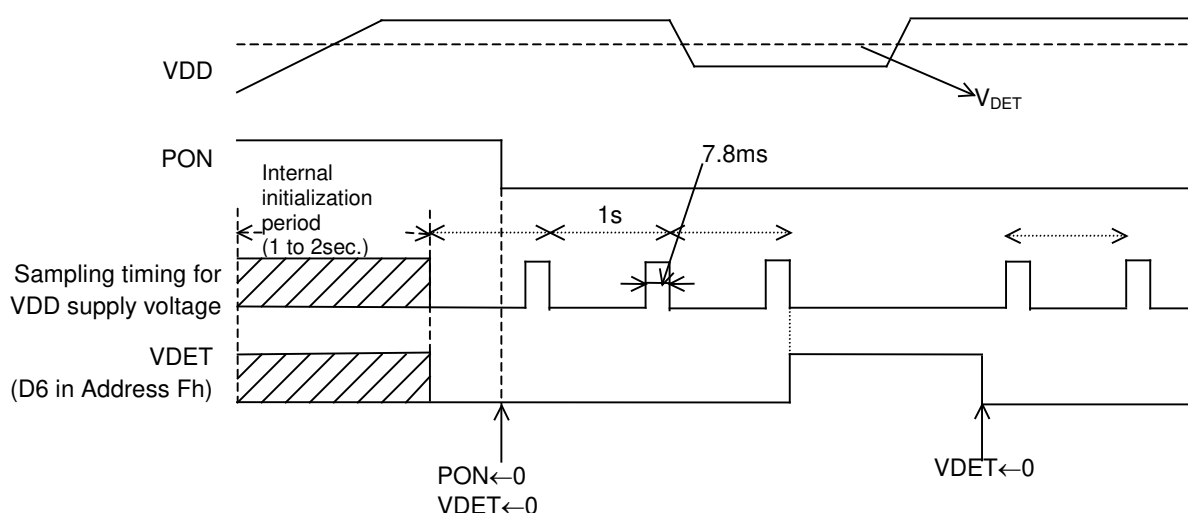 VDD
V_DET
PON
7.8ms
Internal
initialization
period
(1 to 2sec.)
1s
Sampling timing for
VDD supply voltage
VDET
(D6 in Address Fh)
PON←0
VDET←0
VDET←0